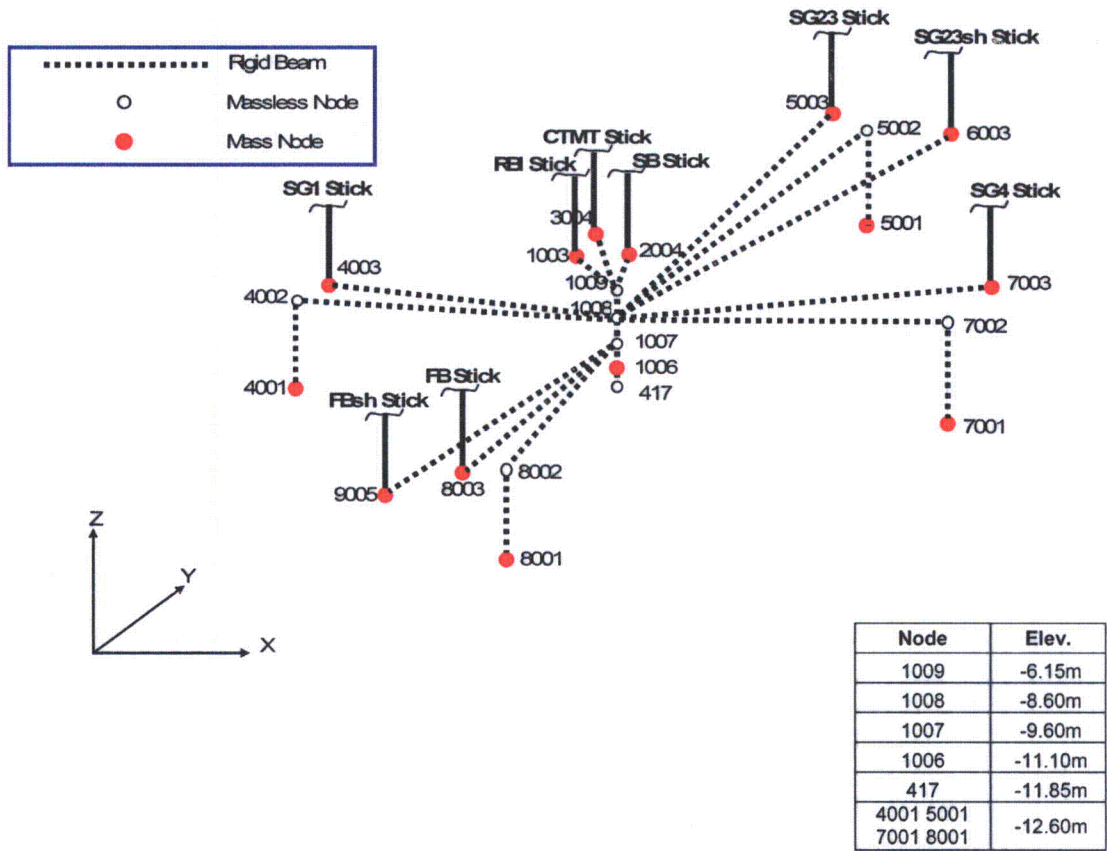 Rigid Beam
Massless Node
Mass Node
SG23 Stick
SG23sh Stick
5003
5002
6003
CTMT Stick
RBI Stick
SB Stick
SG1 Stick
SG4 Stick
3004
5001
1003
2004
4003
1009
4002
7003
1008
7002
1007
1006
4001
417
FB Stick
FBsh Stick
7001
8002
8003
9005
8001
Z
Y
X
Node Elev.
1009 -6.15m
1008 -8.60m
1007 -9.60m
1006 -11.10m
417 -11.85m
4001 5001
7001 8001 -12.60m